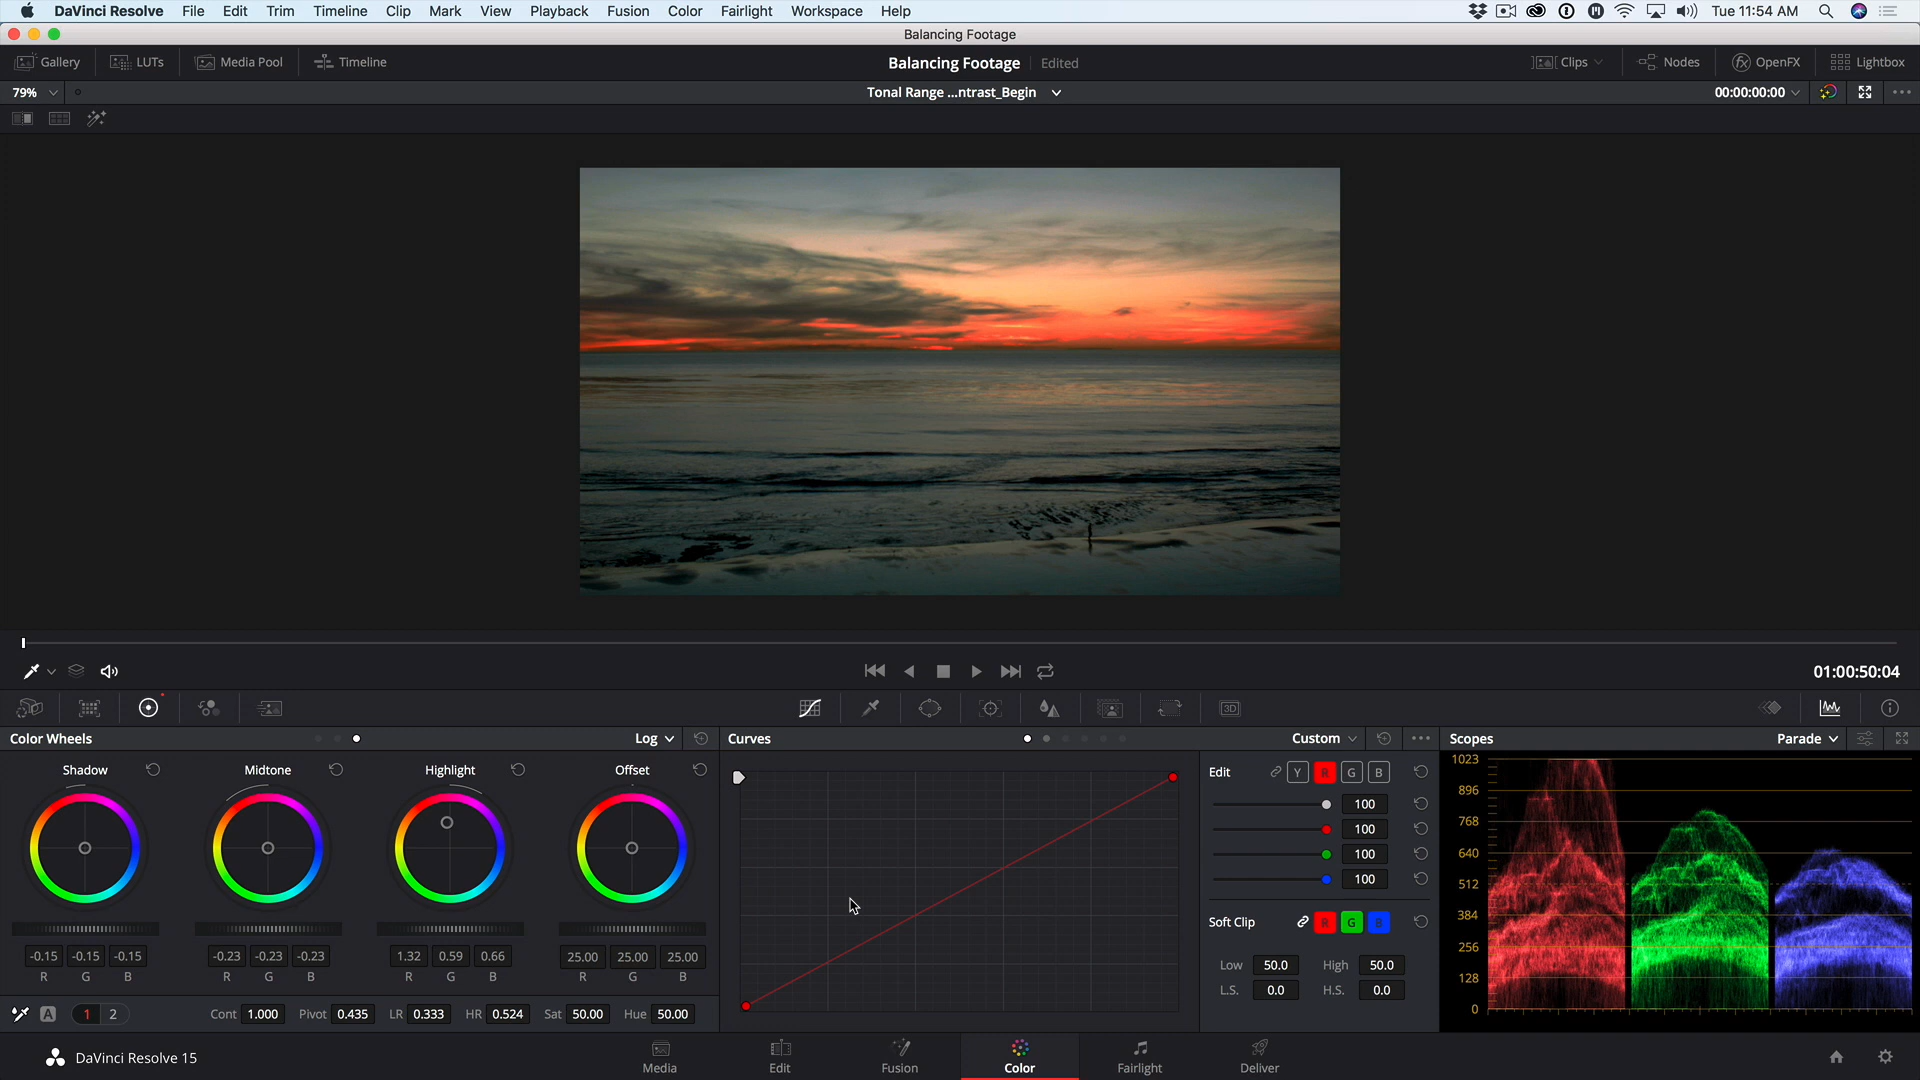 DaVinci Resolve File Edit Trim Timeline Clip Mark View Playback Fusion Color Fairlight Workspace Help Tue 11:54 AM
Balancing Footage
Gallery LUTs Media Pool Timeline Balancing Footage Edited Clips Nodes OpenFX Lightbox
79% Tonal Range ...ntrast_Begin 00:00:00:00
01:00:50:04
3D
Color Wheels Log Curves Custom Scopes Parade
Shadow Midtone Highlight Offset
Edit Y R G B
100
100
100
100
Soft Clip R G B
Low 50.0 High 50.0
L.S. 0.0 H.S. 0.0
1023
896
768
640
512
384
256
128
0
-0.15 -0.15 -0.15 -0.23 -0.23 -0.23 1.32 0.59 0.66 25.00 25.00 25.00
R G B R G B R G B R G B
A 1 2 Cont 1.000 Pivot 0.435 LR 0.333 HR 0.524 Sat 50.00 Hue 50.00
DaVinci Resolve 15 Media Edit Fusion Color Fairlight Deliver